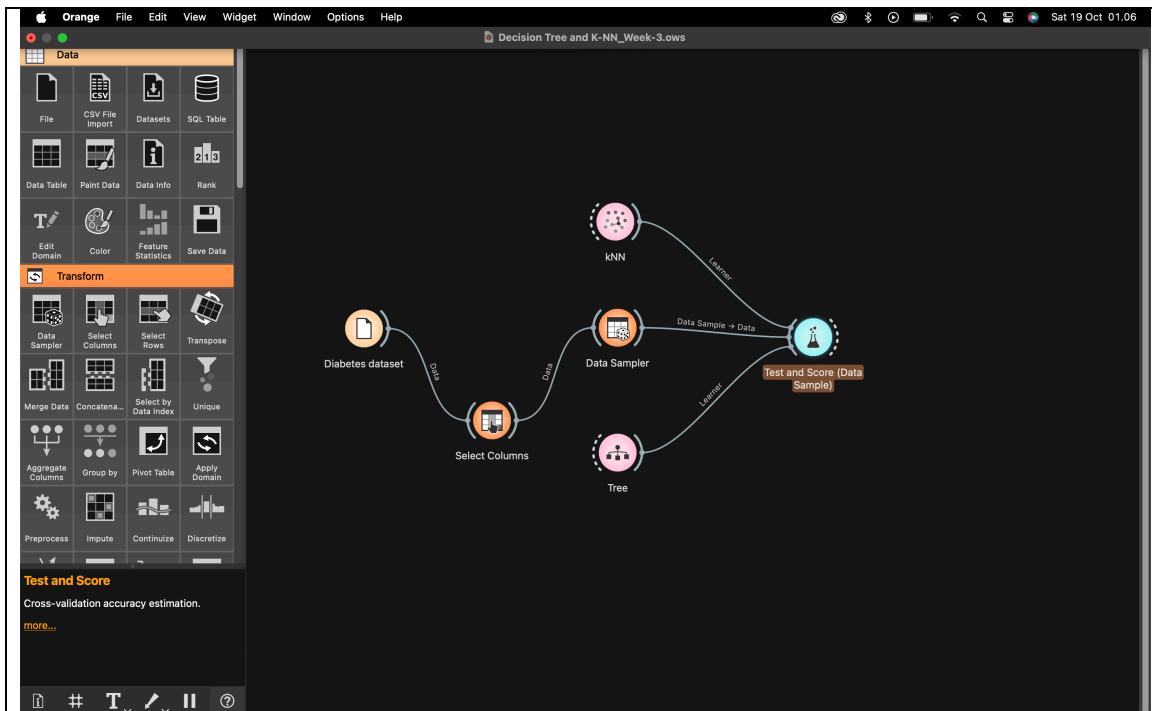 Orange File Edit View Widget Window Options Help Sat 19 Oct 01.06
Decision Tree and K-NN_Week-3.ows
Data
File CSV File Import Datasets SQL Table
Data Table Paint Data Data Info Rank
Edit Domain Color Feature Statistics Save Data
Transform
Data Sampler Select Columns Select Rows Transpose
Merge Data Concatena... Select by Data Index Unique
Aggregate Columns Group by Pivot Table Apply Domain
Preprocess Impute Continuize Discretize
Test and Score
Cross-validation accuracy estimation.
more...
kNN
Learner
Diabetes dataset
Data
Select Columns
Data
Data Sampler
Data Sample → Data
Test and Score (Data
Sample)
Learner
Tree